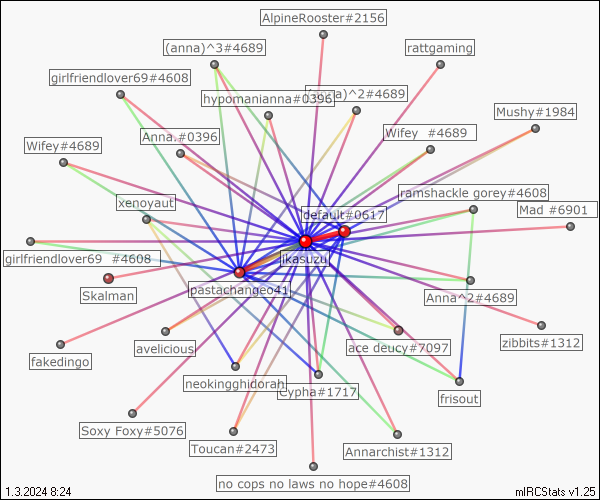 AlpineRooster#2156
(anna)^3#4689
rattgaming
girlfriendlover69#4608
hypomanianna#0396
)^2#4689
Mushy#1984
Anna.#0396
Wifey #4689
Wifey#4689
ramshackle gorey#4608
xenoyaut
default#0617
Mad #6901
girlfriendlover69 #4608
jkasuzu
Skalman
pastachangeo41
Anna^2#4689
zibbits#1312
fakedingo
avelicious
ace deucy#7097
neokingghidorah
Cypha#1717
frisout
Soxy Foxy#5076
Toucan#2473
Annarchist#1312
no cops no laws no hope#4608
1.3.2024 8:24
mIRCStats v1.25